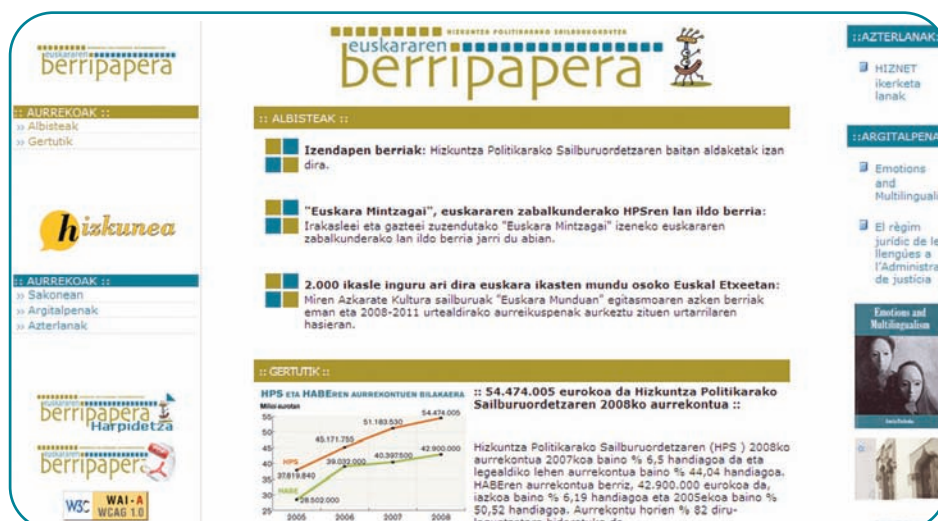 euskararen
berripapera
:: AURREKOAK ::
» Albisteak
» Gertutik
hizkunea
:: AURREKOAK ::
» Sakonean
» Argitalpenak
» Azterlanak
berripapera
Harpidetza
berripapera
W3C WAI-A
WCAG 1.0
HIZKUNTZA POLITIKARAKO SAILBURUORDETZA
euskararen
berripapera
:: ALBISTEAK ::
Izendapen berriak: Hizkuntza Politikarako Sailburuordetzaren baitan aldaketak izan
dira.
"Euskara Mintzagai", euskararen zabalkunderako HPSren lan ildo berria:
Irakasleei eta gazteei zuzendutako "Euskara Mintzagai" izeneko euskararen
zabalkunderako lan ildo berria jarri du abian.
2.000 ikasle inguru ari dira euskara ikasten mundu osoko Euskal Etxeetan:
Miren Azkarate Kultura sailburuak "Euskara Munduan" egitasmoaren azken berriak
eman eta 2008-2011 urtealdirako aurreikuspenak aurkeztu zituen urtarrilaren
hasieran.
:: GERTUTIK ::
HPS ETA HABEREN AURREKONTUEN BILAKAERA
Milioi eurotan
55
50
45
40
35
30
25
HPS
37.819.840
45.171.755
51.183.530
54.474.005
HABE
28.502.000
39.032.000
40.397.500
42.900.000
2005 2006 2007 2008
:: 54.474.005 eurokoa da Hizkuntza Politikarako
Sailburuordetzaren 2008ko aurrekontua ::
Hizkuntza Politikarako Sailburuordetzaren (HPS ) 2008ko
aurrekontua 2007koa baino % 6,5 handiagoa da eta
legealdiko lehen aurrekontua baino % 44,04 handiagoa.
HABEren aurrekontua berriz, 42.900.000 eurokoa da,
iazkoa baino % 6,19 handiagoa eta 2005ekoa baino %
50,52 handiagoa. Aurrekontu horien % 82 diru-
::AZTERLANAK:
HIZNET
ikerketa
lanak
::ARGITALPENA
Emotions
and
Multilinguali
El règim
jurídic de le
llengües a
l'Administra
de justícia
Emotions and
Multilingualism